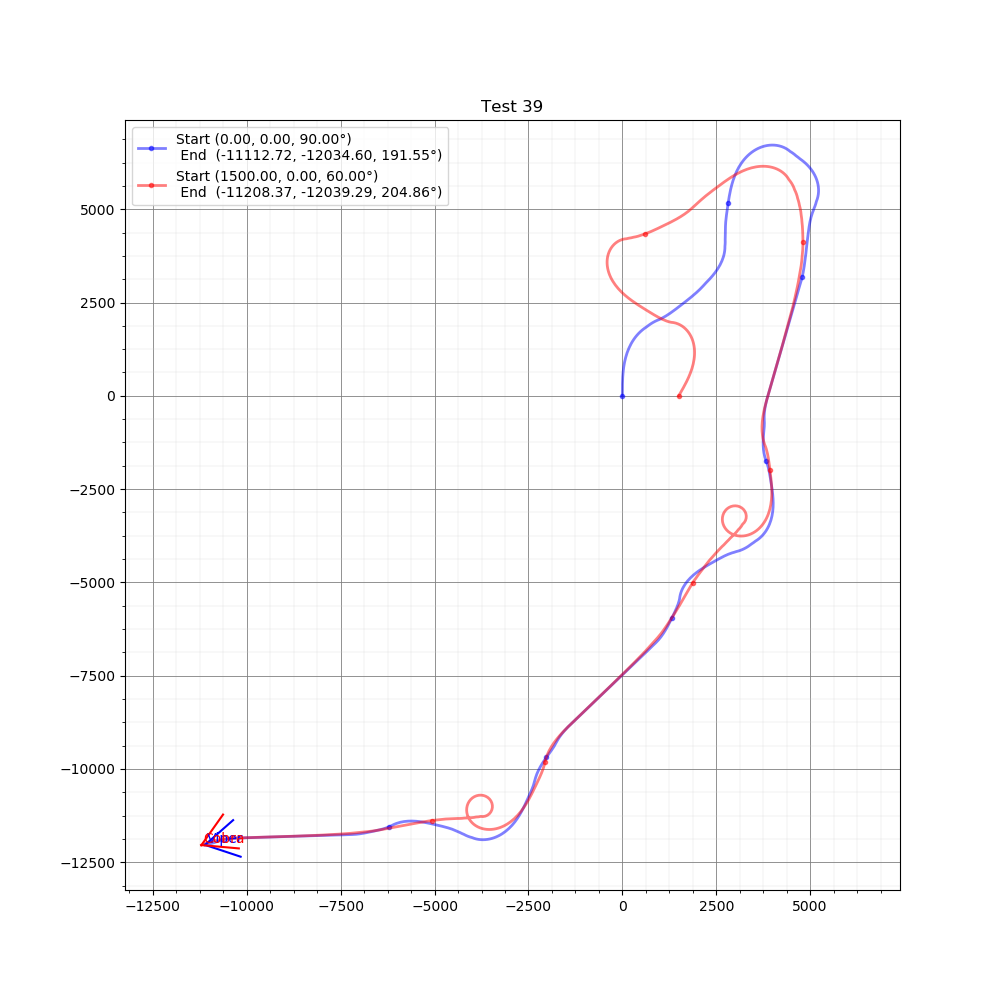 Test 39
Start (0.00, 0.00, 90.00°)
End (-11112.72, -12034.60, 191.55°)
Start (1500.00, 0.00, 60.00°)
End (-11208.37, -12039.29, 204.86°)
5000
2500
0
−2500
−5000
−7500
−10000
−12500
−12500 −10000 −7500 −5000 −2500 0 2500 5000